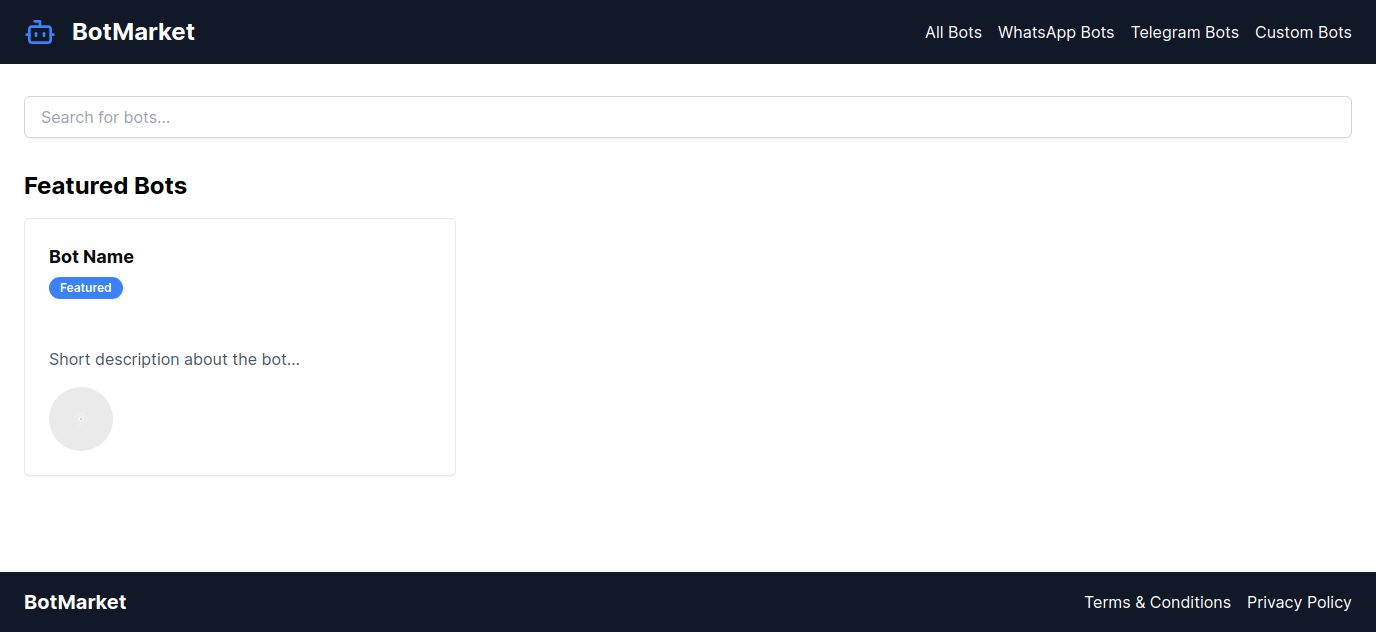 BotMarket
All Bots WhatsApp Bots Telegram Bots Custom Bots
Search for bots...
Featured Bots
Bot Name
Featured
Short description about the bot...
BotMarket
Terms & Conditions Privacy Policy